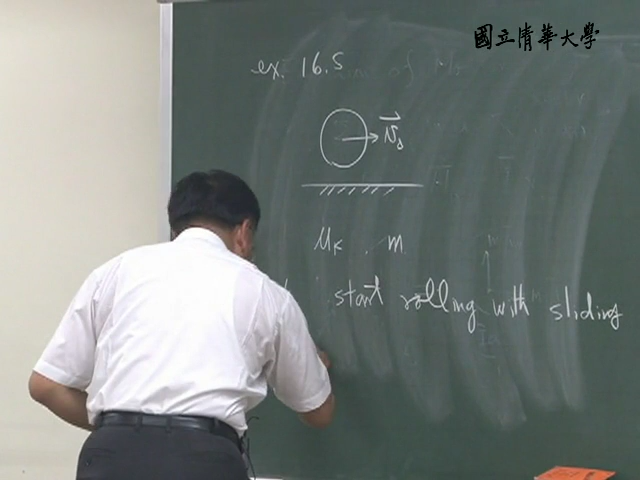 國立清華大學
ex. 16.5
v₀
μₖ , m
start rolling with sliding